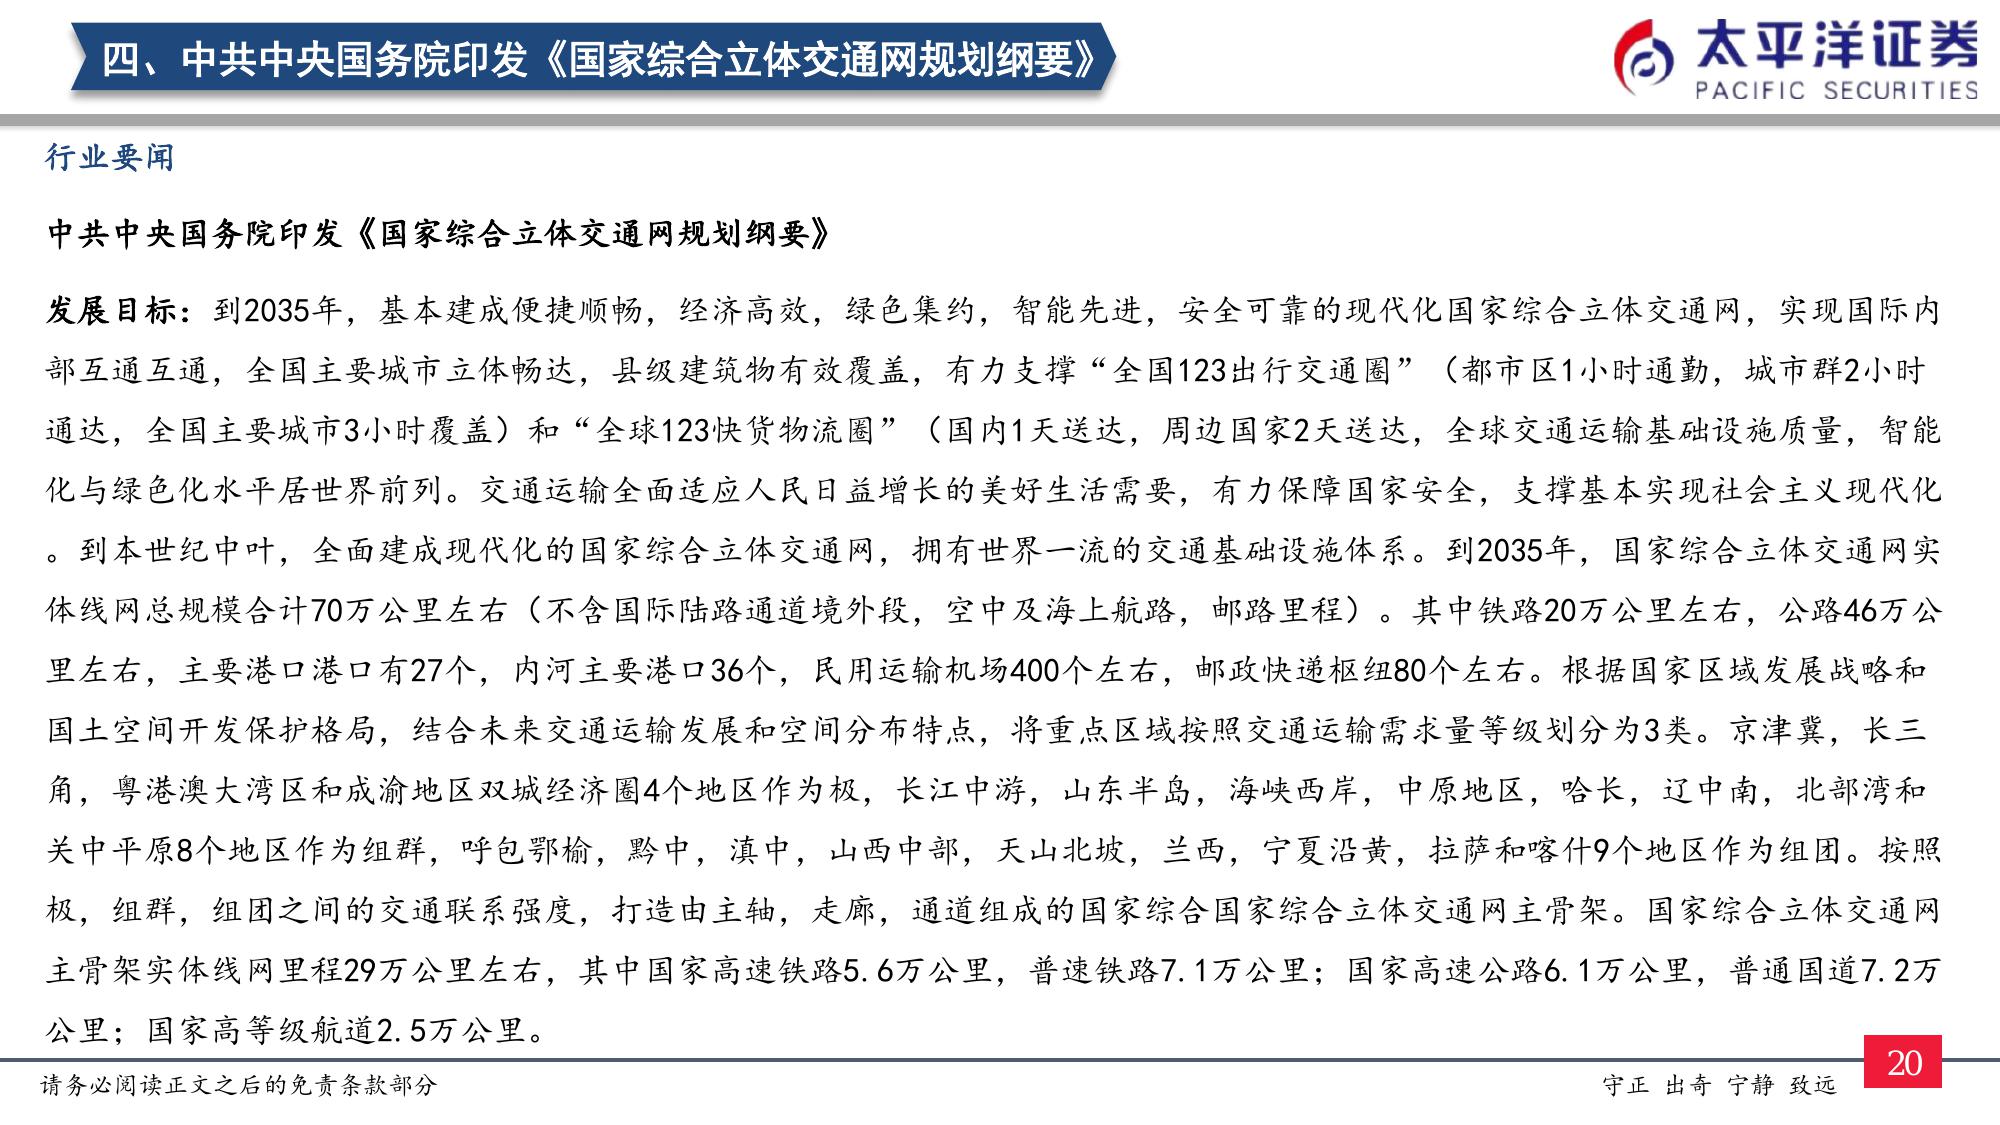 四、中共中央国务院印发《国家综合立体交通网规划纲要》
太平洋证券
PACIFIC SECURITIES
行业要闻
中共中央国务院印发《国家综合立体交通网规划纲要》
发展目标：到2035年，基本建成便捷顺畅，经济高效，绿色集约，智能先进，安全可靠的现代化国家综合立体交通网，实现国际内
部互通互通，全国主要城市立体畅达，县级建筑物有效覆盖，有力支撑“全国123出行交通圈”（都市区1小时通勤，城市群2小时
通达，全国主要城市3小时覆盖）和“全球123快货物流圈”（国内1天送达，周边国家2天送达，全球交通运输基础设施质量，智能
化与绿色化水平居世界前列。交通运输全面适应人民日益增长的美好生活需要，有力保障国家安全，支撑基本实现社会主义现代化
。到本世纪中叶，全面建成现代化的国家综合立体交通网，拥有世界一流的交通基础设施体系。到2035年，国家综合立体交通网实
体线网总规模合计70万公里左右（不含国际陆路通道境外段，空中及海上航路，邮路里程）。其中铁路20万公里左右，公路46万公
里左右，主要港口港口有27个，内河主要港口36个，民用运输机场400个左右，邮政快递枢纽80个左右。根据国家区域发展战略和
国土空间开发保护格局，结合未来交通运输发展和空间分布特点，将重点区域按照交通运输需求量等级划分为3类。京津冀，长三
角，粤港澳大湾区和成渝地区双城经济圈4个地区作为极，长江中游，山东半岛，海峡西岸，中原地区，哈长，辽中南，北部湾和
关中平原8个地区作为组群，呼包鄂榆，黔中，滇中，山西中部，天山北坡，兰西，宁夏沿黄，拉萨和喀什9个地区作为组团。按照
极，组群，组团之间的交通联系强度，打造由主轴，走廊，通道组成的国家综合国家综合立体交通网主骨架。国家综合立体交通网
主骨架实体线网里程29万公里左右，其中国家高速铁路5.6万公里，普速铁路7.1万公里；国家高速公路6.1万公里，普通国道7.2万
公里；国家高等级航道2.5万公里。
请务必阅读正文之后的免责条款部分
守正 出奇 宁静 致远
20